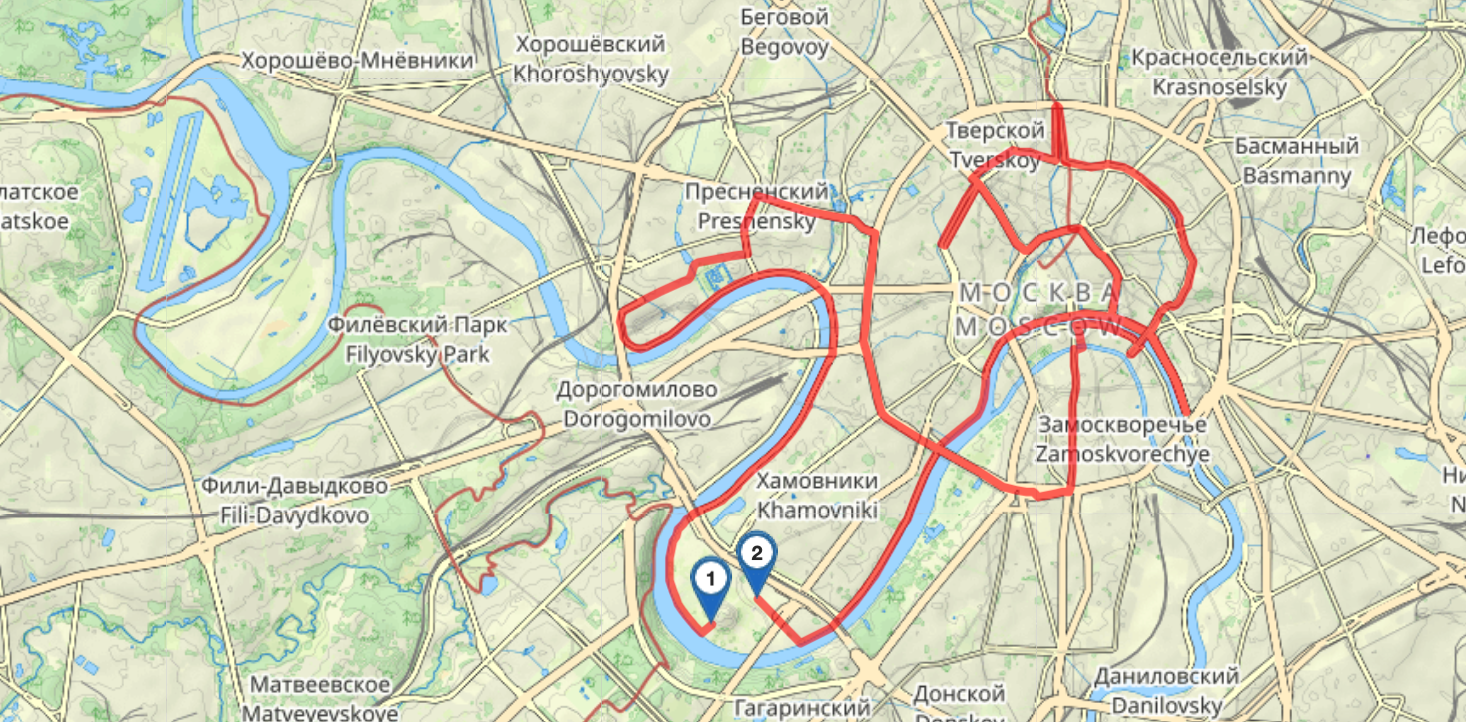 Беговой
Begovoy
Хорошёво-Мнёвники
Хорошёвский
Khoroshyovsky
Красносельский
Krasnoselsky
Тверской
Tverskoy
Басманный
Basmanny
латское
atskoe
Пресненский
Presnensky
Лефо
Lefo
МОСКВА
MOSCOW
Филёвский Парк
Filyovsky Park
Дорогомилово
Dorogomilovo
Замоскворечье
Zamoskvorechye
Фили-Давыдково
Fili-Davydkovo
Хамовники
Khamovniki
Ни
N
2
1
Матвеевское
Matveyevskoye
Гагаринский
Донской
Donskoy
Даниловский
Danilovsky